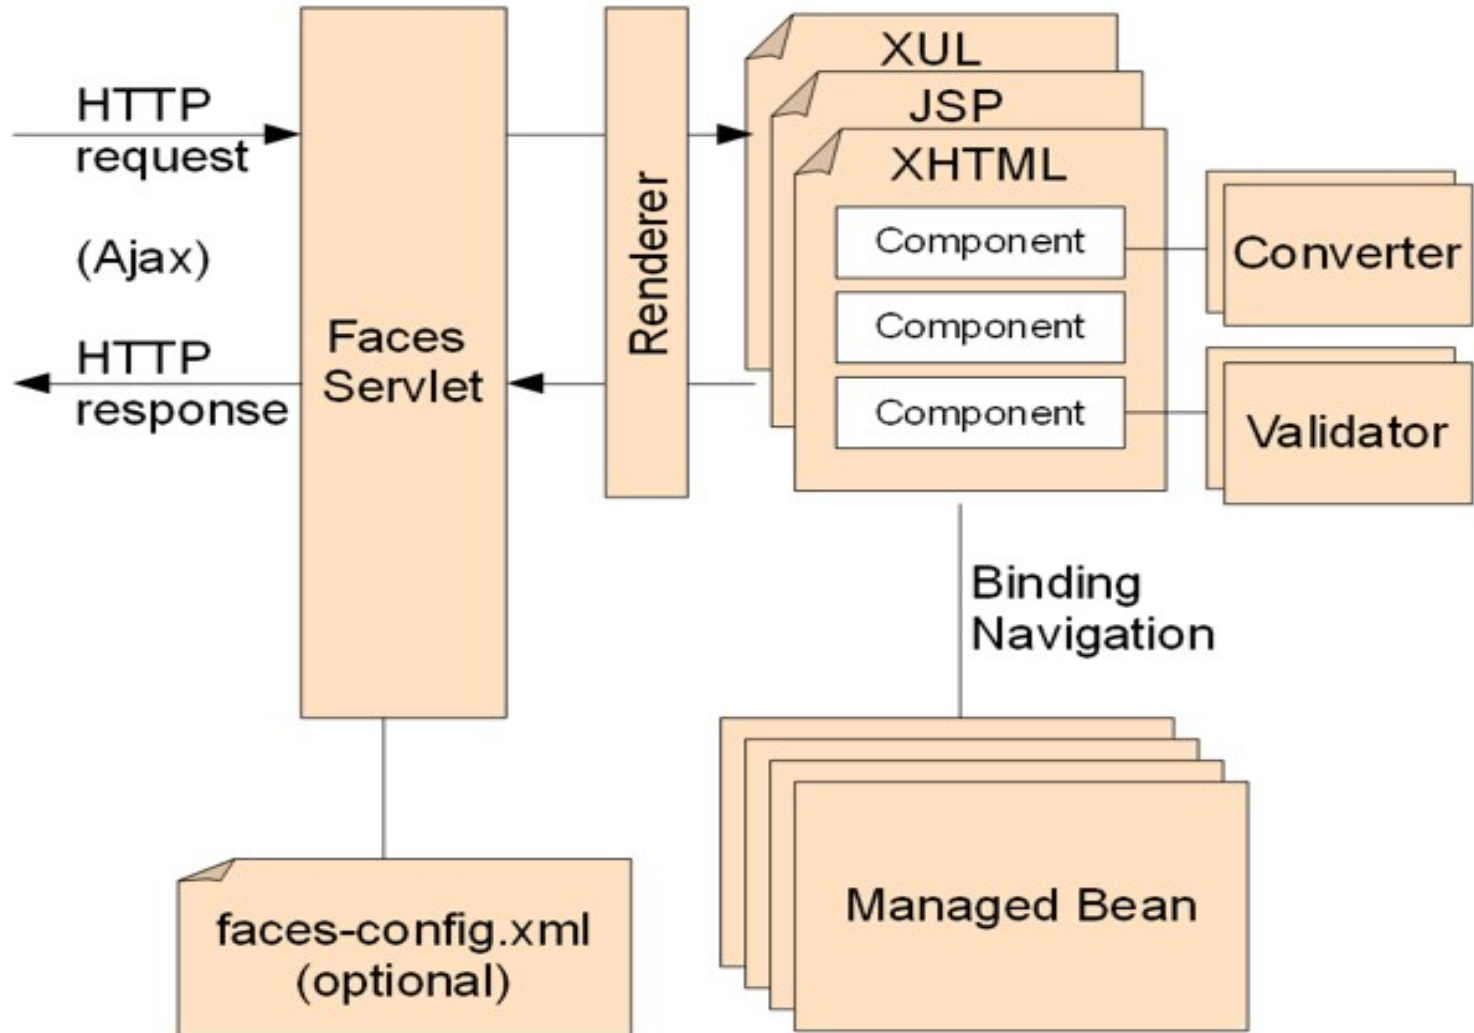 HTTP
request
(Ajax)
HTTP
response
Faces
Servlet
Renderer
XUL
JSP
XHTML
Component
Component
Component
Converter
Validator
Binding
Navigation
faces-config.xml
(optional)
Managed Bean